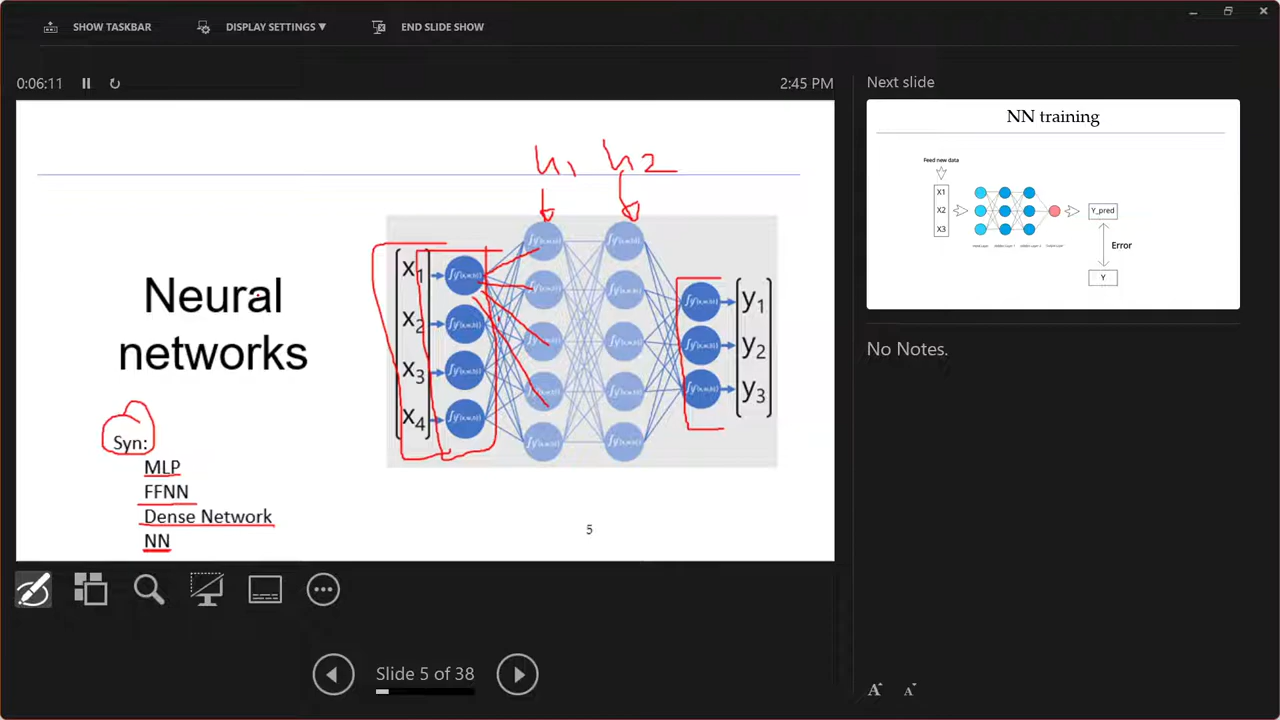 SHOW TASKBAR
DISPLAY SETTINGS ▼
END SLIDE SHOW
0:06:11
2:45 PM
h1 h2
Neural
networks
x1
x2
x3
x4
y1
y2
y3
Syn:
MLP
FFNN
Dense Network
NN
5
Slide 5 of 38
Next slide
NN training
Feed new data
X1
X2
X3
Y_pred
Error
Y
No Notes.
A A